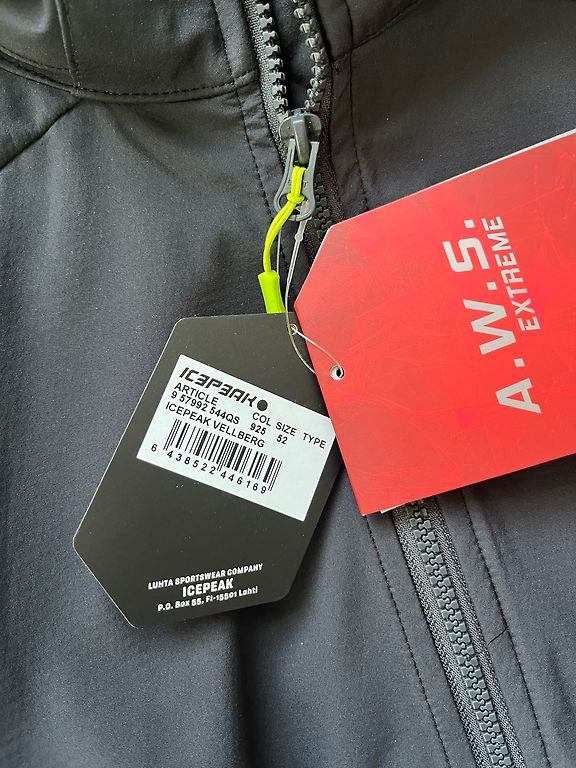 A.W.S.
EXTREME
ICEPEAK
ARTICLE COL SIZE TYPE
9 57992 544QS 925 52
ICEPEAK VELLBERG
6 438522 446169
LUHTA SPORTSWEAR COMPANY
ICEPEAK
P.O. Box 55, FI-15501 Lahti